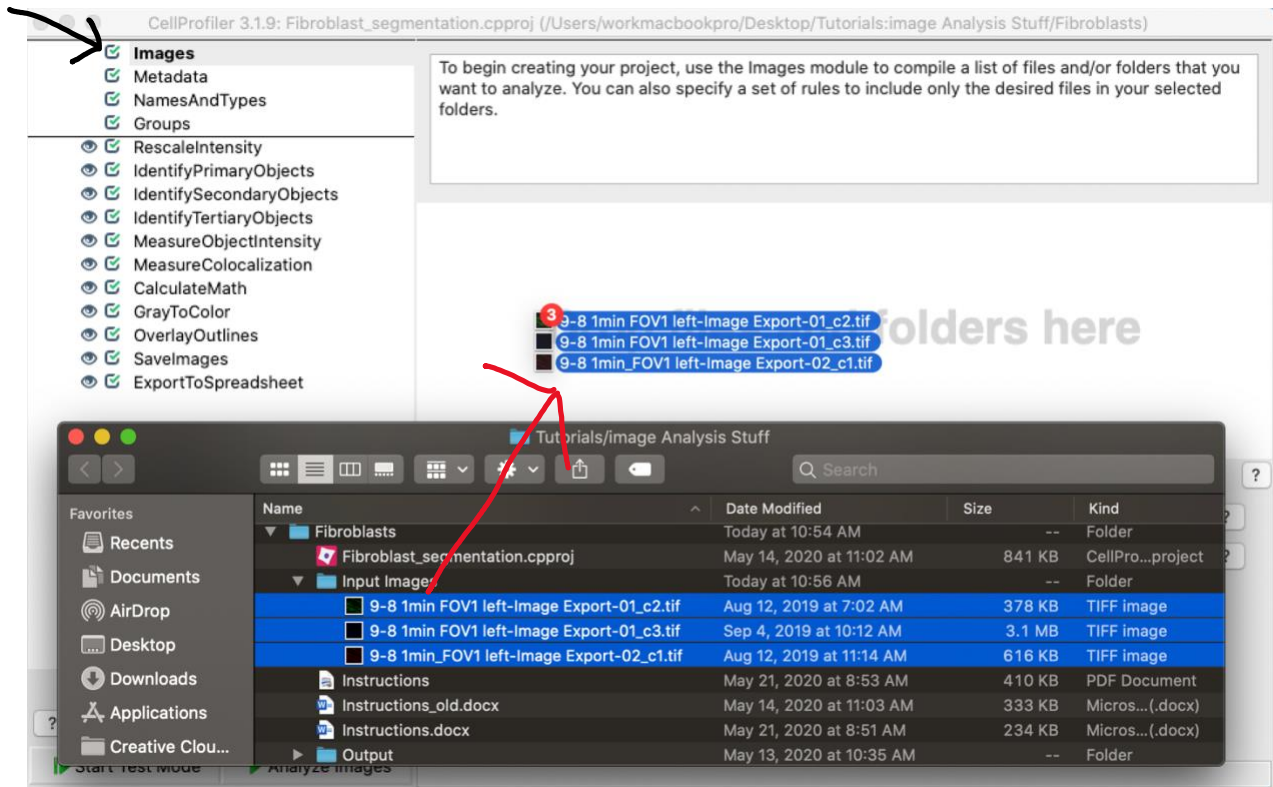 CellProfiler 3.1.9: Fibroblast_segmentation.cpproj (/Users/workmacbookpro/Desktop/Tutorials:image Analysis Stuff/Fibroblasts)
Images
Metadata
NamesAndTypes
Groups
RescaleIntensity
IdentifyPrimaryObjects
IdentifySecondaryObjects
IdentifyTertiaryObjects
MeasureObjectIntensity
MeasureColocalization
CalculateMath
GrayToColor
OverlayOutlines
SaveImages
ExportToSpreadsheet
To begin creating your project, use the Images module to compile a list of files and/or folders that you
want to analyze. You can also specify a set of rules to include only the desired files in your selected
folders.
3
9-8 1min FOV1 left-Image Export-01_c2.tif
9-8 1min FOV1 left-Image Export-01_c3.tif
9-8 1min_FOV1 left-Image Export-02_c1.tif
folders here
Tutorials/image Analysis Stuff
Search
?
Favorites
Recents
Documents
AirDrop
Desktop
Downloads
Applications
Creative Clou...
Name Date Modified Size Kind
Fibroblasts Today at 10:54 AM -- Folder
Fibroblast_segmentation.cpproj May 14, 2020 at 11:02 AM 841 KB CellPro...project
Input Images Today at 10:56 AM -- Folder
9-8 1min FOV1 left-Image Export-01_c2.tif Aug 12, 2019 at 7:02 AM 378 KB TIFF image
9-8 1min FOV1 left-Image Export-01_c3.tif Sep 4, 2019 at 10:12 AM 3.1 MB TIFF image
9-8 1min_FOV1 left-Image Export-02_c1.tif Aug 12, 2019 at 11:14 AM 616 KB TIFF image
Instructions May 21, 2020 at 8:53 AM 410 KB PDF Document
Instructions_old.docx May 14, 2020 at 11:03 AM 333 KB Micros...(.docx)
Instructions.docx May 21, 2020 at 8:51 AM 234 KB Micros...(.docx)
Output May 13, 2020 at 10:35 AM -- Folder
?
?
?
Start Test Mode
Analyze Images